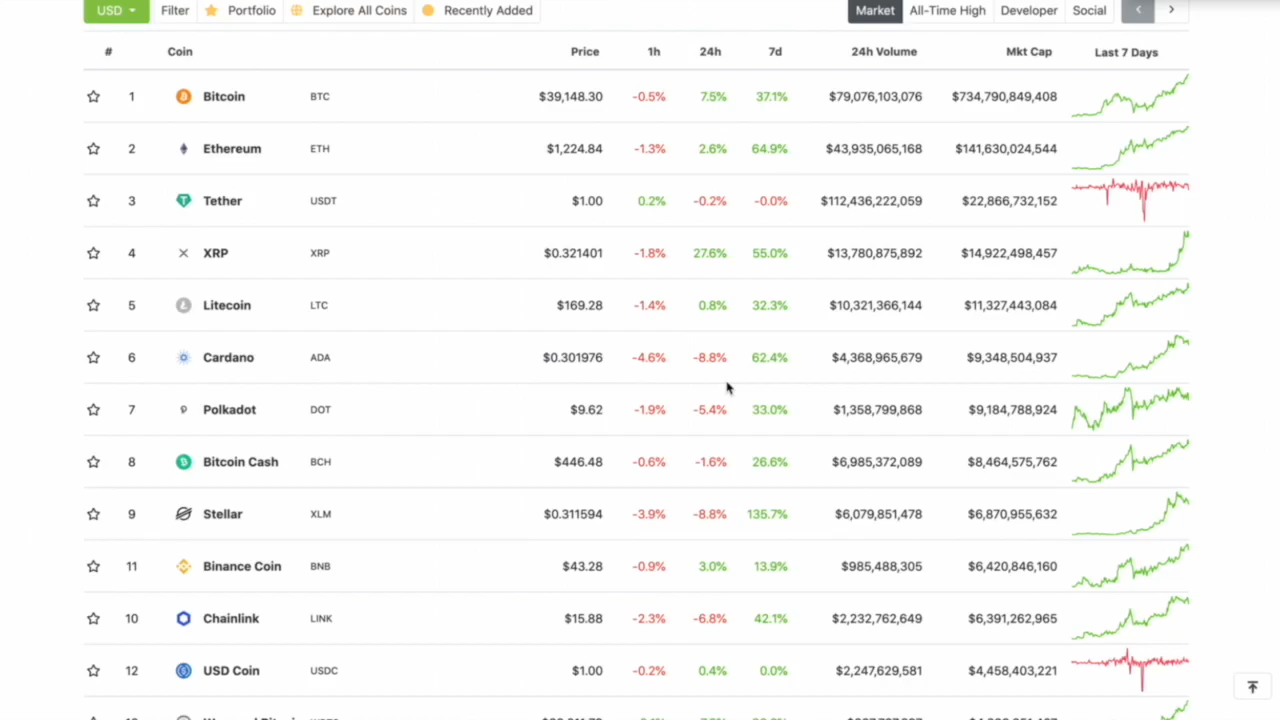 USD Filter Portfolio Explore All Coins Recently Added Market All-Time High Developer Social
# Coin Price 1h 24h 7d 24h Volume Mkt Cap Last 7 Days
1 Bitcoin BTC $39,148.30 -0.5% 7.5% 37.1% $79,076,103,076 $734,790,849,408
2 Ethereum ETH $1,224.84 -1.3% 2.6% 64.9% $43,935,065,168 $141,630,024,544
3 Tether USDT $1.00 0.2% -0.2% -0.0% $112,436,222,059 $22,866,732,152
4 XRP XRP $0.321401 -1.8% 27.6% 55.0% $13,780,875,892 $14,922,498,457
5 Litecoin LTC $169.28 -1.4% 0.8% 32.3% $10,321,366,144 $11,327,443,084
6 Cardano ADA $0.301976 -4.6% -8.8% 62.4% $4,368,965,679 $9,348,504,937
7 Polkadot DOT $9.62 -1.9% -5.4% 33.0% $1,358,799,868 $9,184,788,924
8 Bitcoin Cash BCH $446.48 -0.6% -1.6% 26.6% $6,985,372,089 $8,464,575,762
9 Stellar XLM $0.311594 -3.9% -8.8% 135.7% $6,079,851,478 $6,870,955,632
11 Binance Coin BNB $43.28 -0.9% 3.0% 13.9% $985,488,305 $6,420,846,160
10 Chainlink LINK $15.88 -2.3% -6.8% 42.1% $2,232,762,649 $6,391,262,965
12 USD Coin USDC $1.00 -0.2% 0.4% 0.0% $2,247,629,581 $4,458,403,221